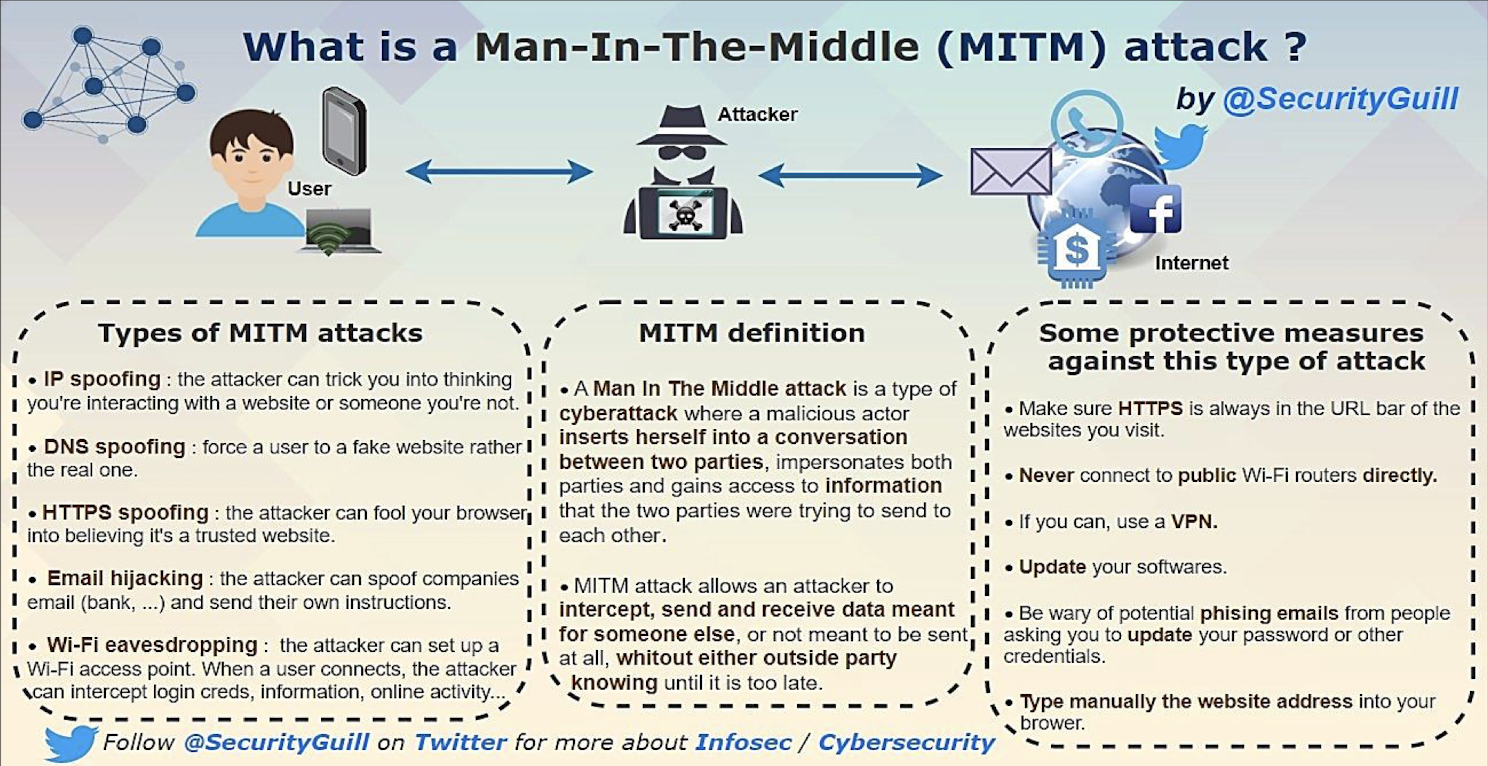 What is a Man-In-The-Middle (MITM) attack ?
by @SecurityGuill
User
Attacker
Internet
Types of MITM attacks
• IP spoofing : the attacker can trick you into thinking
you're interacting with a website or someone you're not.
• DNS spoofing : force a user to a fake website rather
the real one.
• HTTPS spoofing : the attacker can fool your browser
into believing it's a trusted website.
• Email hijacking : the attacker can spoof companies
email (bank, ...) and send their own instructions.
• Wi-Fi eavesdropping : the attacker can set up a
Wi-Fi access point. When a user connects, the attacker
can intercept login creds, information, online activity...
MITM definition
• A Man In The Middle attack is a type of
cyberattack where a malicious actor
inserts herself into a conversation
between two parties, impersonates both
parties and gains access to information
that the two parties were trying to send to
each other.
• MITM attack allows an attacker to
intercept, send and receive data meant
for someone else, or not meant to be sent
at all, whitout either outside party
knowing until it is too late.
Some protective measures
against this type of attack
• Make sure HTTPS is always in the URL bar of the
websites you visit.
• Never connect to public Wi-Fi routers directly.
• If you can, use a VPN.
• Update your softwares.
• Be wary of potential phising emails from people
asking you to update your password or other
credentials.
• Type manually the website address into your
brower.
Follow @SecurityGuill on Twitter for more about Infosec / Cybersecurity